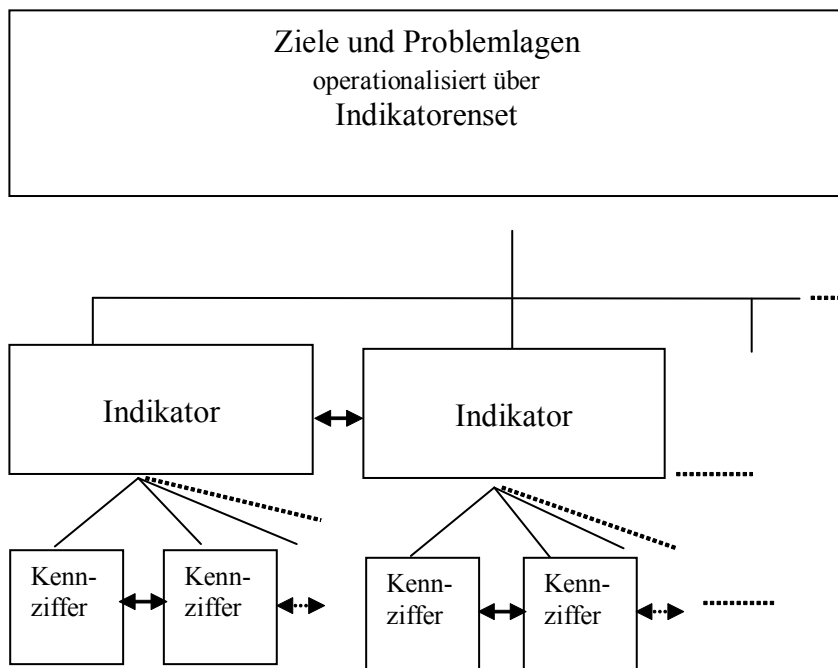 Ziele und Problemlagen
operationalisiert über
Indikatorenset
Indikator
Indikator
Kenn-
ziffer
Kenn-
ziffer
Kenn-
ziffer
Kenn-
ziffer